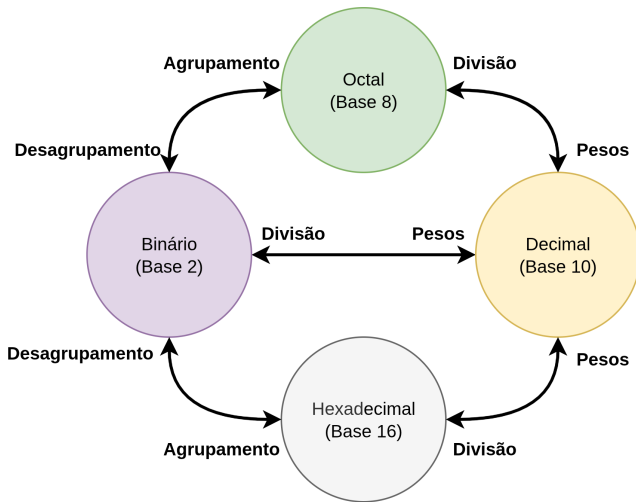 Agrupamento
Octal
(Base 8)
Divisão
Desagrupamento
Pesos
Binário
(Base 2)
Divisão
Pesos
Decimal
(Base 10)
Desagrupamento
Pesos
Hexadecimal
(Base 16)
Agrupamento
Divisão